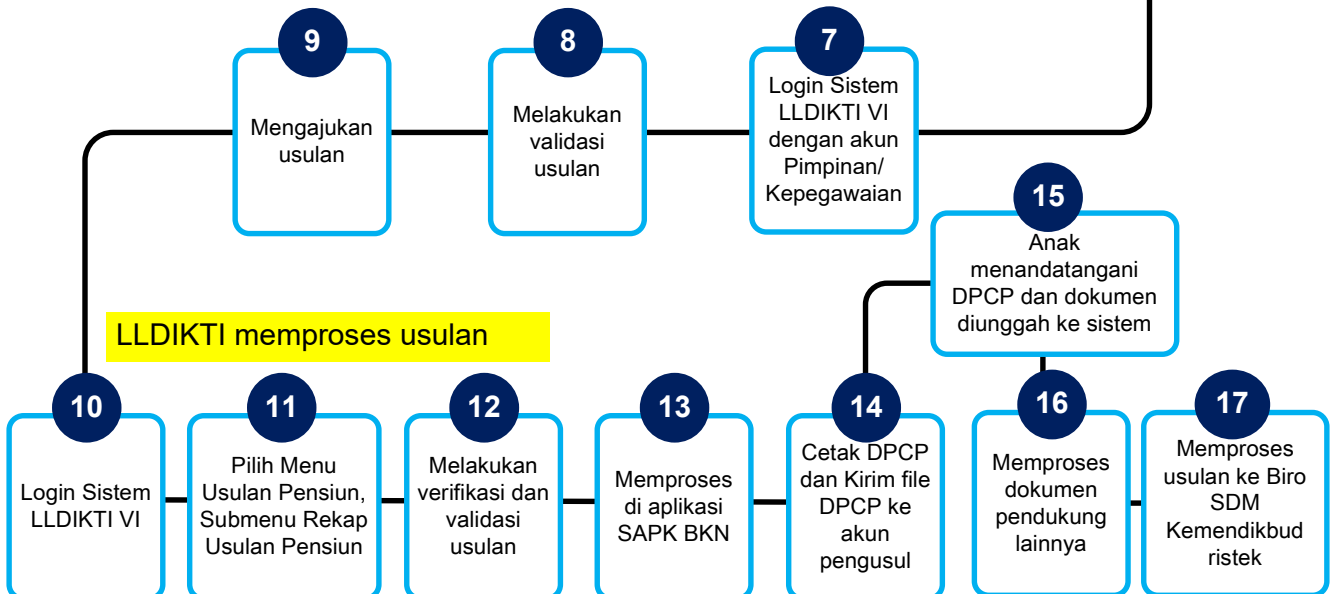 9
Mengajukan
usulan
8
Melakukan
validasi
usulan
7
Login Sistem
LLDIKTI VI
dengan akun
Pimpinan/
Kepegawaian
15
Anak
menandatangani
DPCP dan dokumen
diunggah ke sistem
LLDIKTI memproses usulan
10
Login Sistem
LLDIKTI VI
11
Pilih Menu
Usulan Pensiun,
Submenu Rekap
Usulan Pensiun
12
Melakukan
verifikasi dan
validasi
usulan
13
Memproses
di aplikasi
SAPK BKN
14
Cetak DPCP
dan Kirim file
DPCP ke
akun
pengusul
16
Memproses
dokumen
pendukung
lainnya
17
Memproses
usulan ke Biro
SDM
Kemendikbud
ristek